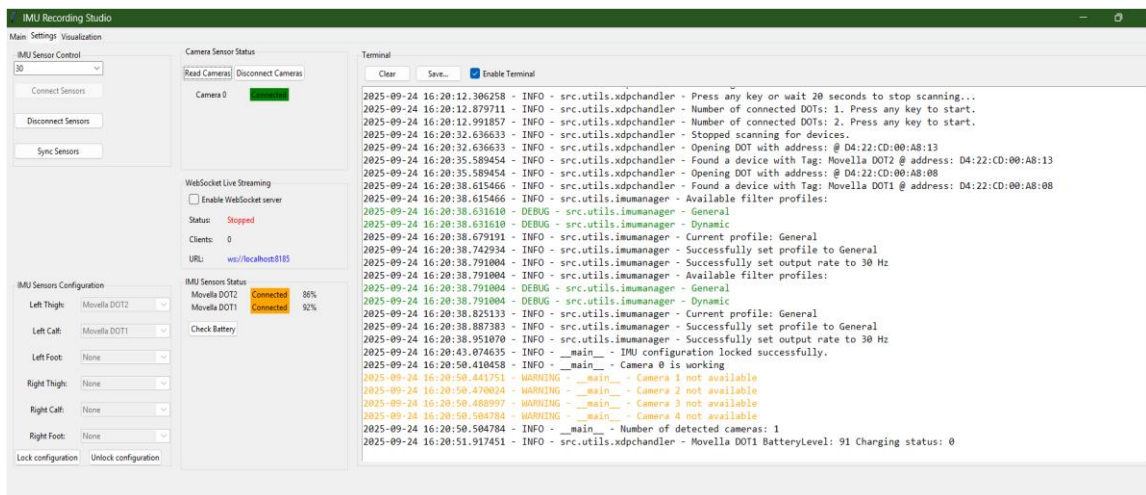 IMU Recording Studio
Main Settings Visualization
IMU Sensor Control
30
Connect Sensors
Disconnect Sensors
Sync Sensors
IMU Sensors Configuration
Left Thigh: Movella DOT2
Left Calf: Movella DOT1
Left Foot: None
Right Thigh: None
Right Calf: None
Right Foot: None
Lock configuration Unlock configuration
Camera Sensor Status
Read Cameras Disconnect Cameras
Camera 0 Connected
WebSocket Live Streaming
Enable WebSocket server
Status: Stopped
Clients: 0
URL: ws://localhost:8185
IMU Sensors Status
Movella DOT2 Connected 86%
Movella DOT1 Connected 92%
Check Battery
Terminal
Clear Save... Enable Terminal
2025-09-24 16:20:12.306258 - INFO - src.utils.xdpchandler - Press any key or wait 20 seconds to stop scanning...
2025-09-24 16:20:12.879711 - INFO - src.utils.xdpchandler - Number of connected DOTs: 1. Press any key to start.
2025-09-24 16:20:12.991857 - INFO - src.utils.xdpchandler - Number of connected DOTs: 2. Press any key to start.
2025-09-24 16:20:32.636633 - INFO - src.utils.xdpchandler - Stopped scanning for devices.
2025-09-24 16:20:32.636633 - INFO - src.utils.xdpchandler - Opening DOT with address: @ D4:22:CD:00:A8:13
2025-09-24 16:20:35.589454 - INFO - src.utils.xdpchandler - Found a device with Tag: Movella DOT2 @ address: D4:22:CD:00:A8:13
2025-09-24 16:20:35.589454 - INFO - src.utils.xdpchandler - Opening DOT with address: @ D4:22:CD:00:A8:08
2025-09-24 16:20:38.615466 - INFO - src.utils.xdpchandler - Found a device with Tag: Movella DOT1 @ address: D4:22:CD:00:A8:08
2025-09-24 16:20:38.615466 - INFO - src.utils.imumanager - Available filter profiles:
2025-09-24 16:20:38.631610 - DEBUG - src.utils.imumanager - General
2025-09-24 16:20:38.631610 - DEBUG - src.utils.imumanager - Dynamic
2025-09-24 16:20:38.679191 - INFO - src.utils.imumanager - Current profile: General
2025-09-24 16:20:38.742934 - INFO - src.utils.imumanager - Successfully set profile to General
2025-09-24 16:20:38.791004 - INFO - src.utils.imumanager - Successfully set output rate to 30 Hz
2025-09-24 16:20:38.791004 - INFO - src.utils.imumanager - Available filter profiles:
2025-09-24 16:20:38.791004 - DEBUG - src.utils.imumanager - General
2025-09-24 16:20:38.791004 - DEBUG - src.utils.imumanager - Dynamic
2025-09-24 16:20:38.825133 - INFO - src.utils.imumanager - Current profile: General
2025-09-24 16:20:38.887383 - INFO - src.utils.imumanager - Successfully set profile to General
2025-09-24 16:20:38.951070 - INFO - src.utils.imumanager - Successfully set output rate to 30 Hz
2025-09-24 16:20:43.074635 - INFO - __main__ - IMU configuration locked successfully.
2025-09-24 16:20:50.410458 - INFO - __main__ - Camera 0 is working
2025-09-24 16:20:50.441751 - WARNING - __main__ - Camera 1 not available
2025-09-24 16:20:50.470024 - WARNING - __main__ - Camera 2 not available
2025-09-24 16:20:50.488997 - WARNING - __main__ - Camera 3 not available
2025-09-24 16:20:50.504784 - WARNING - __main__ - Camera 4 not available
2025-09-24 16:20:50.504784 - INFO - __main__ - Number of detected cameras: 1
2025-09-24 16:20:51.917451 - INFO - src.utils.xdpchandler - Movella DOT1 BatteryLevel: 91 Charging status: 0